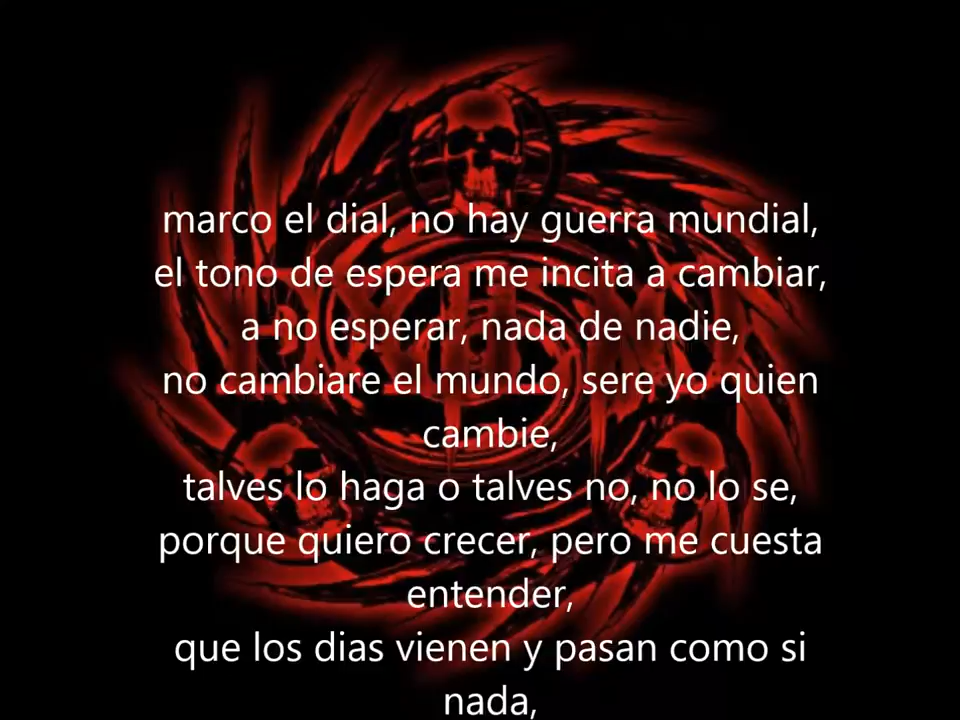 marco el dial, no hay guerra mundial,
el tono de espera me incita a cambiar,
a no esperar, nada de nadie,
no cambiare el mundo, sere yo quien
cambie,
talves lo haga o talves no, no lo se,
porque quiero crecer, pero me cuesta
entender,
que los dias vienen y pasan como si
nada,